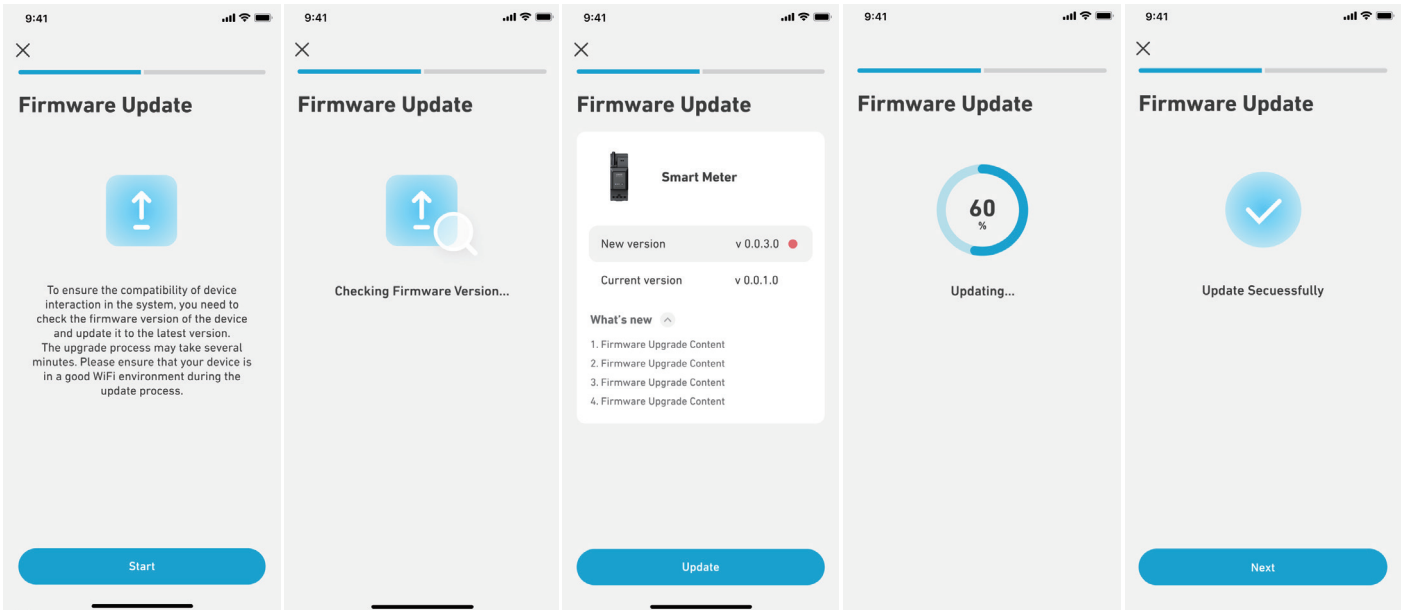 9:41
Firmware Update
To ensure the compatibility of device
interaction in the system, you need to
check the firmware version of the device
and update it to the latest version.
The upgrade process may take several
minutes. Please ensure that your device is
in a good WiFi environment during the
update process.
Start
9:41
Firmware Update
Checking Firmware Version...
9:41
Firmware Update
Smart Meter
New version v 0.0.3.0
Current version v 0.0.1.0
What's new
1. Firmware Upgrade Content
2. Firmware Upgrade Content
3. Firmware Upgrade Content
4. Firmware Upgrade Content
Update
9:41
Firmware Update
60
%
Updating...
9:41
Firmware Update
Update Secuessfully
Next